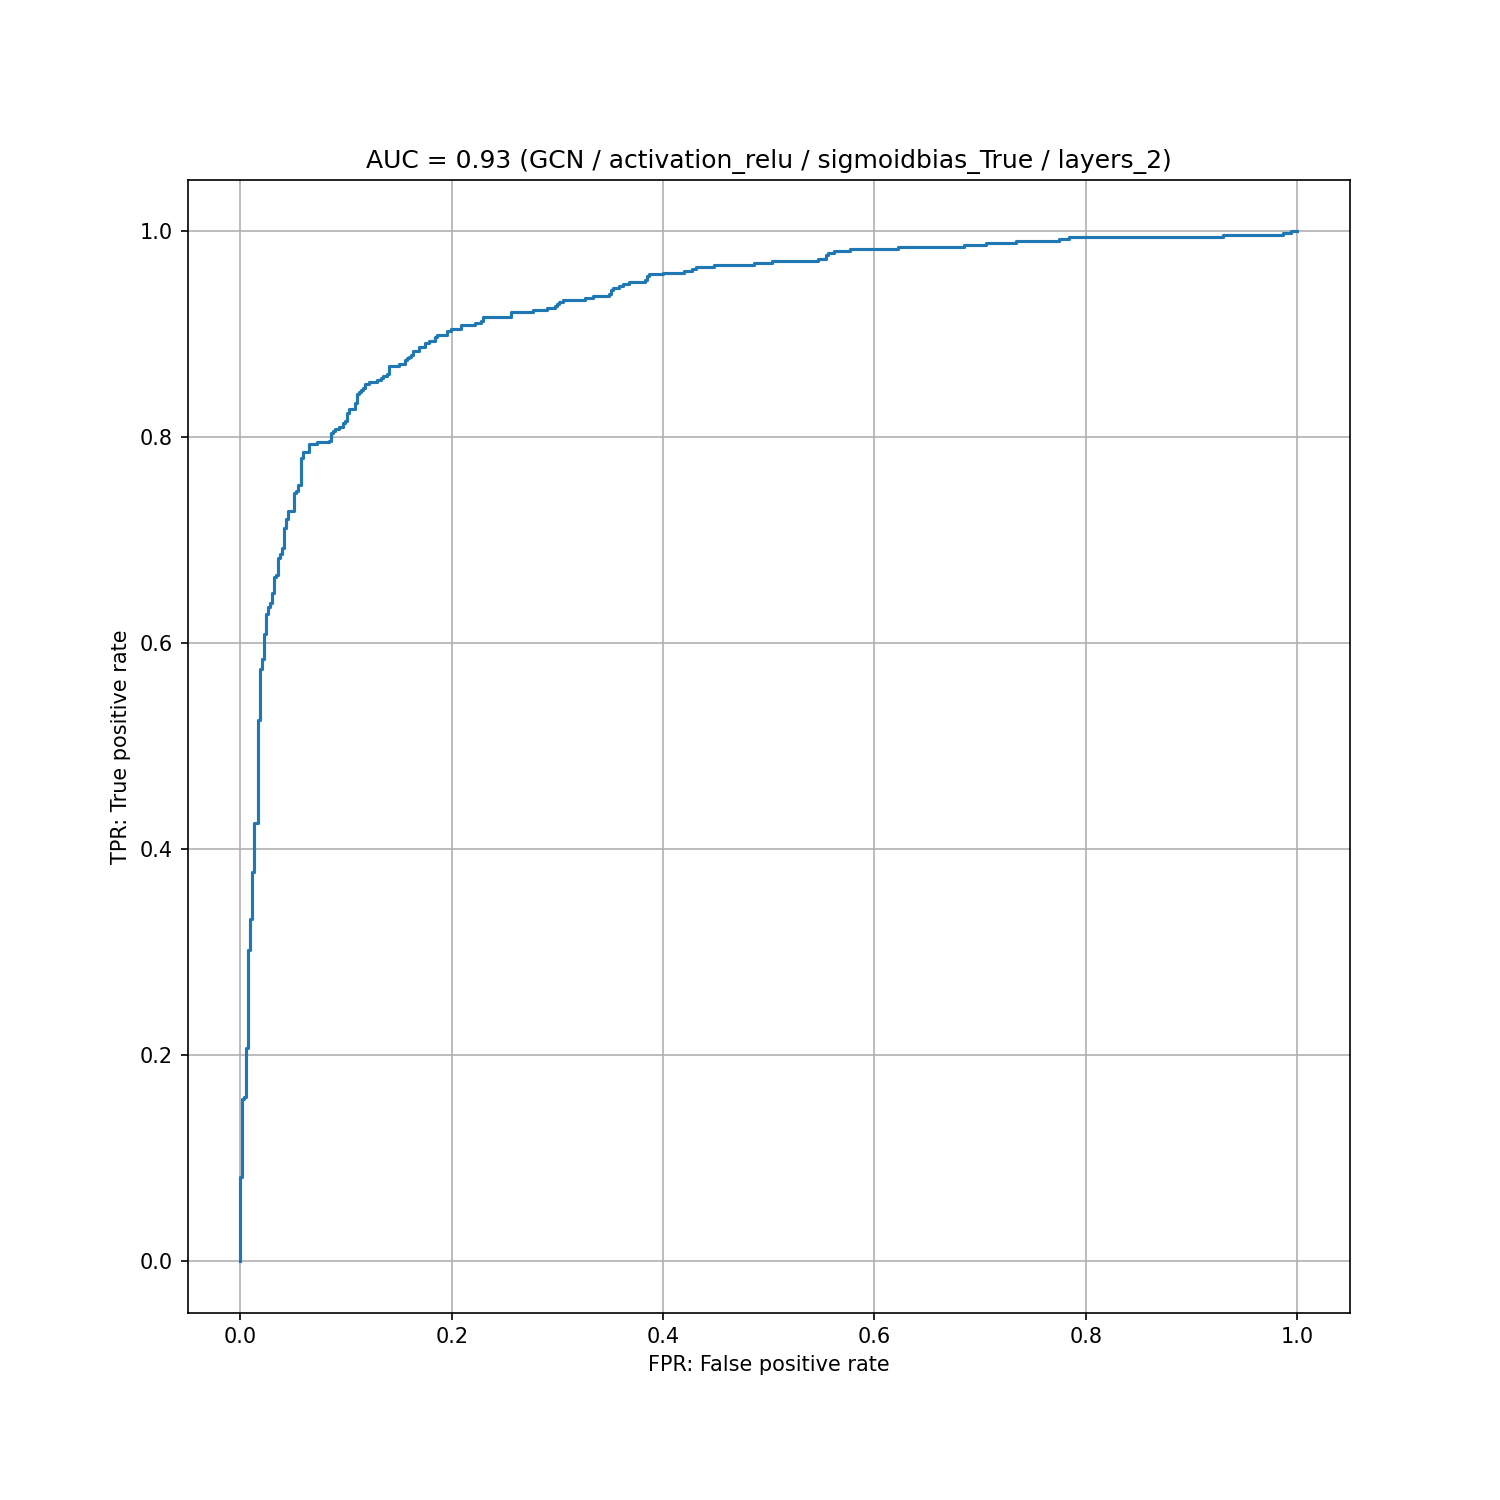 AUC = 0.93 (GCN / activation_relu / sigmoidbias_True / layers_2)
1.0
0.8
0.6
0.4
0.2
0.0
TPR: True positive rate
0.0 0.2 0.4 0.6 0.8 1.0
FPR: False positive rate